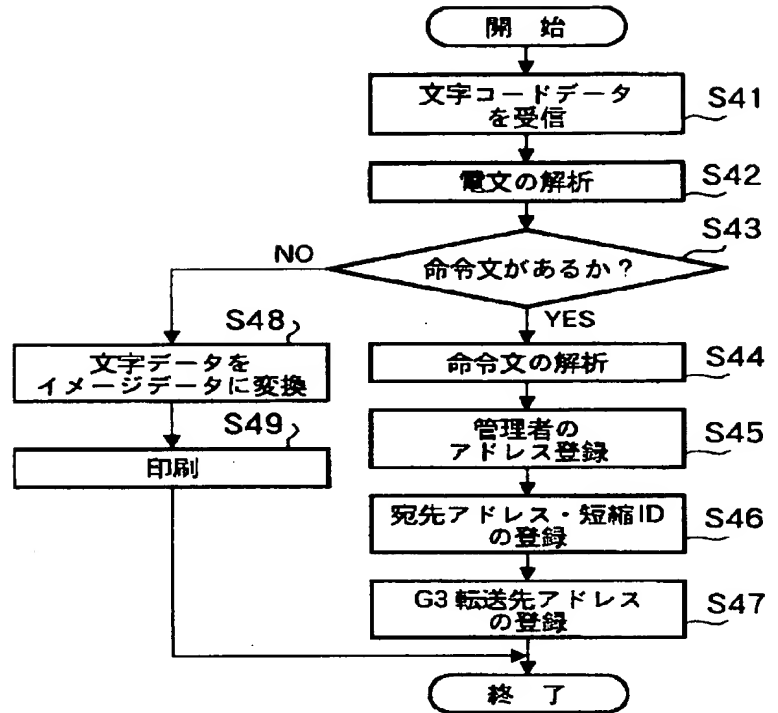 開 始
文字コードデータ
を受信
S41
電文の解析
S42
命令文があるか?
S43
NO
YES
文字データを
イメージデータに変換
S48
印刷
S49
命令文の解析
S44
管理者の
アドレス登録
S45
宛先アドレス・短縮ID
の登録
S46
G3転送先アドレス
の登録
S47
終 了